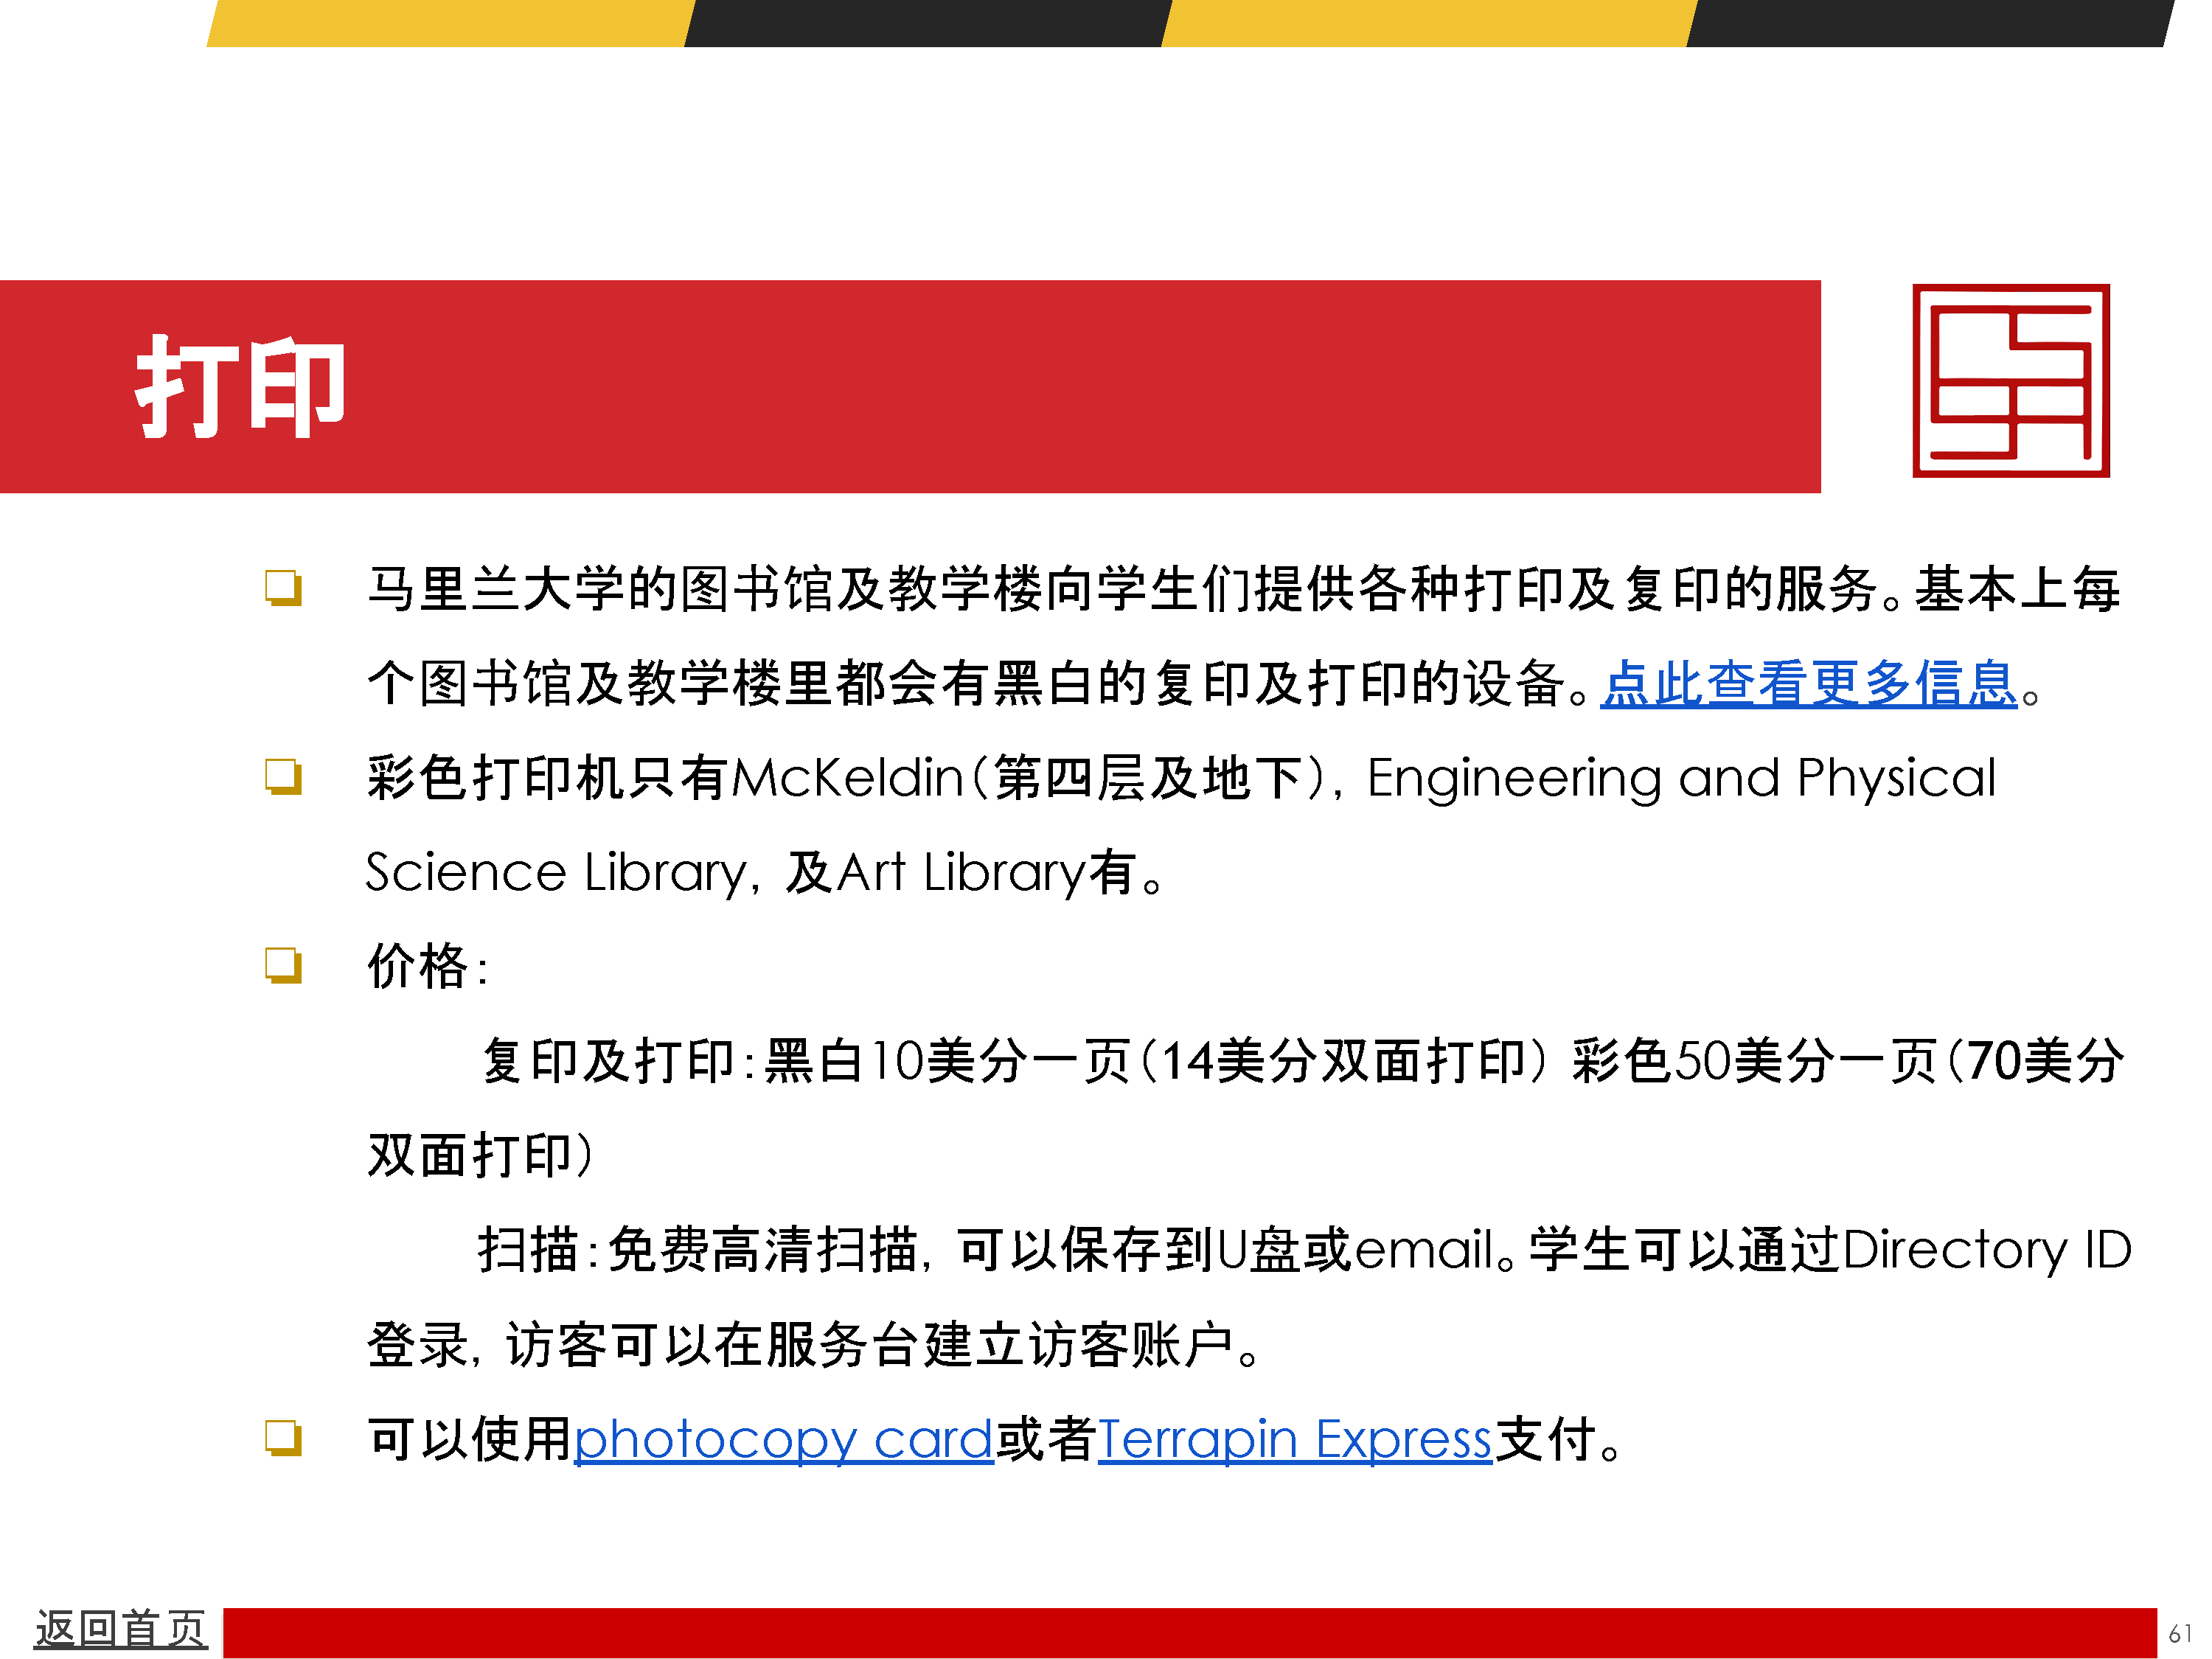 打印
❏ 马里兰大学的图书馆及教学楼向学生们提供各种打印及复印的服务。基本上每
个图书馆及教学楼里都会有黑白的复印及打印的设备。点此查看更多信息。
❏ 彩色打印机只有McKeldin（第四层及地下），Engineering and Physical
Science Library，及Art Library有。
❏ 价格：
复印及打印：黑白10美分一页（14美分双面打印） 彩色50美分一页（70美分
双面打印）
扫描：免费高清扫描，可以保存到U盘或email。学生可以通过Directory ID
登录，访客可以在服务台建立访客账户。
❏ 可以使用photocopy card或者Terrapin Express支付。
返回首页
61